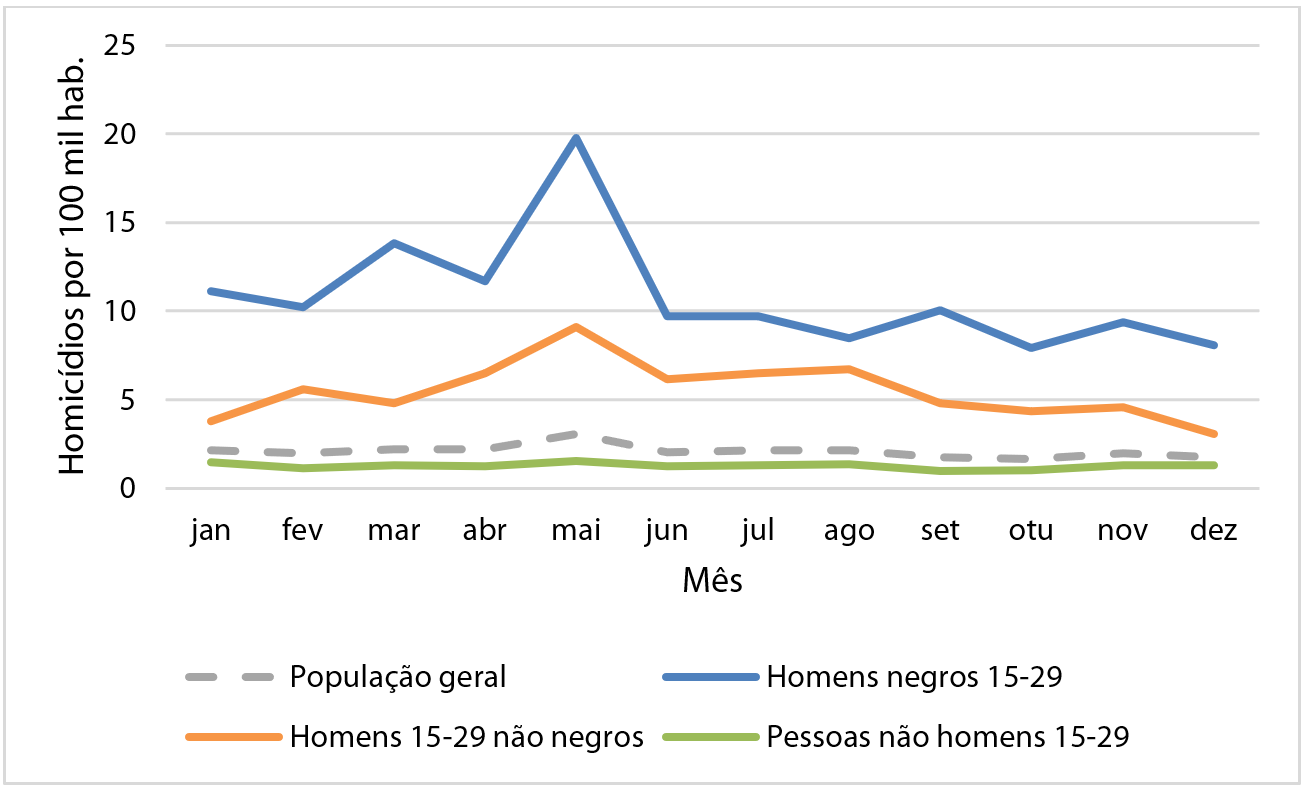 Homicídios por 100 mil hab.
25
20
15
10
5
0
jan fev mar abr mai jun jul ago set otu nov dez
Mês
População geral Homens negros 15-29
Homens 15-29 não negros Pessoas não homens 15-29